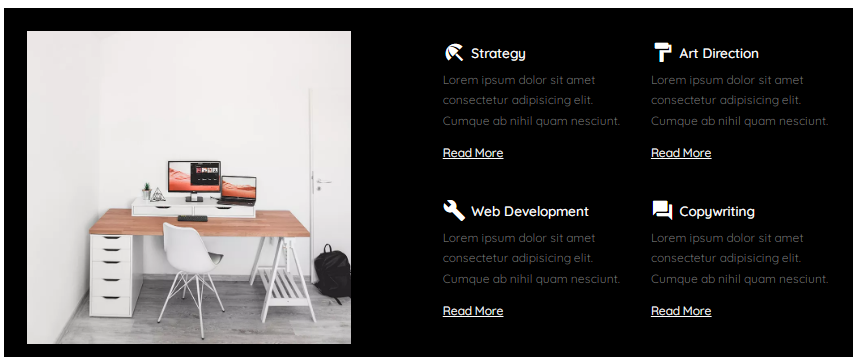 Strategy
Lorem ipsum dolor sit amet
consectetur adipisicing elit.
Cumque ab nihil quam nesciunt.
Read More
Art Direction
Lorem ipsum dolor sit amet
consectetur adipisicing elit.
Cumque ab nihil quam nesciunt.
Read More
Web Development
Lorem ipsum dolor sit amet
consectetur adipisicing elit.
Cumque ab nihil quam nesciunt.
Read More
Copywriting
Lorem ipsum dolor sit amet
consectetur adipisicing elit.
Cumque ab nihil quam nesciunt.
Read More